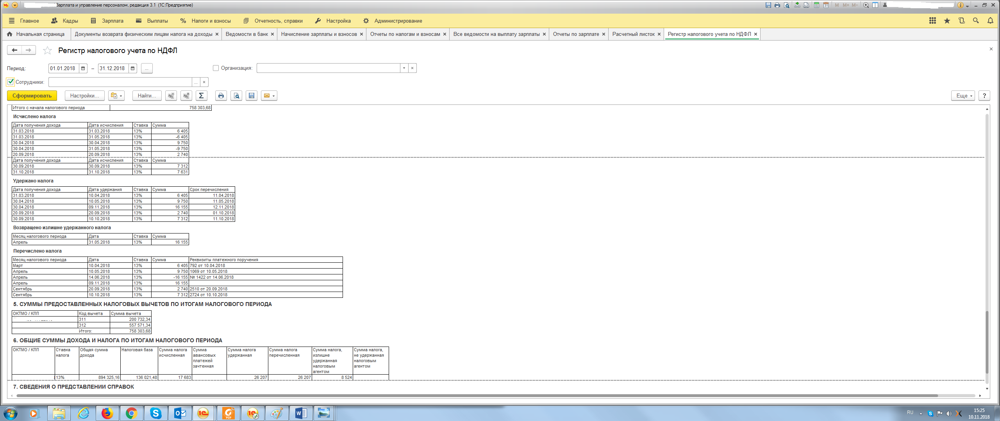 Зарплата и управление персоналом, редакция 3.1 (1С:Предприятие)
M M+ M-
Главное Кадры Зарплата Выплаты % Налоги и взносы Отчетность, справки Настройка Администрирование
Начальная страница Документы возврата физическим лицам налога на доходы × Ведомости в банк × Начисление зарплаты и взносов × Отчеты по налогам и взносам × Все ведомости на выплату зарплаты × Отчеты по зарплате × Расчетный листок × Регистр налогового учета по НДФЛ ×
Регистр налогового учета по НДФЛ
Период: 01.01.2018 – 31.12.2018 ... Организация:
Сотрудники: ...
Сформировать Настройки... Найти... Σ Еще ?
Итого с начала налогового периода 758 303,68
Исчислено налога
Дата получения дохода Дата исчисления Ставка Сумма
31.03.2018 31.03.2018 13% 6 405
31.03.2018 31.05.2018 13% -6 405
30.04.2018 30.04.2018 13% 9 750
30.04.2018 31.05.2018 13% -9 750
20.09.2018 20.09.2018 13% 2 740
Дата получения дохода Дата исчисления Ставка Сумма
30.09.2018 30.09.2018 13% 7 312
31.10.2018 31.10.2018 13% 7 631
Удержано налога
Дата получения дохода Дата удержания Ставка Сумма Срок перечисления
31.03.2018 10.04.2018 13% 6 405 11.04.2018
30.04.2018 10.05.2018 13% 9 750 11.05.2018
30.04.2018 09.11.2018 13% 16 155 12.11.2018
20.09.2018 20.09.2018 13% 2 740 01.10.2018
30.09.2018 10.10.2018 13% 7 312 11.10.2018
Возвращено излишне удержанного налога
Месяц налогового периода Дата Ставка Сумма
Апрель 31.05.2018 13% 16 155
Перечислено налога
Месяц налогового периода Дата Ставка Сумма Реквизиты платежного поручения
Март 10.04.2018 13% 6 405 792 от 10.04.2018
Апрель 10.05.2018 13% 9 750 1069 от 10.05.2018
Апрель 14.06.2018 13% -16 155 № 1422 от 14.06.2018
Апрель 09.11.2018 13% 16 155
Сентябрь 20.09.2018 13% 2 740 2510 от 20.09.2018
Сентябрь 10.10.2018 13% 7 312 2724 от 10.10.2018
5. СУММЫ ПРЕДОСТАВЛЕННЫХ НАЛОГОВЫХ ВЫЧЕТОВ ПО ИТОГАМ НАЛОГОВОГО ПЕРИОДА
ОКТМО / КПП Код вычета Сумма вычета
311 200 732,34
312 557 571,34
Итого: 758 303,68
6. ОБЩИЕ СУММЫ ДОХОДА И НАЛОГА ПО ИТОГАМ НАЛОГОВОГО ПЕРИОДА
ОКТМО / КПП Ставка налога Общая сумма дохода Налоговая база Сумма налога исчисленная Сумма авансовых платежей зачтенная Сумма налога удержанная Сумма налога перечисленная Сумма налога, излишне удержанная налоговым агентом Сумма налога, не удержанная налоговым агентом
13% 894 325,16 136 021,48 17 683 26 207 26 207 8 524
7. СВЕДЕНИЯ О ПРЕДСТАВЛЕНИИ СПРАВОК
RU 15:25
10.11.2018